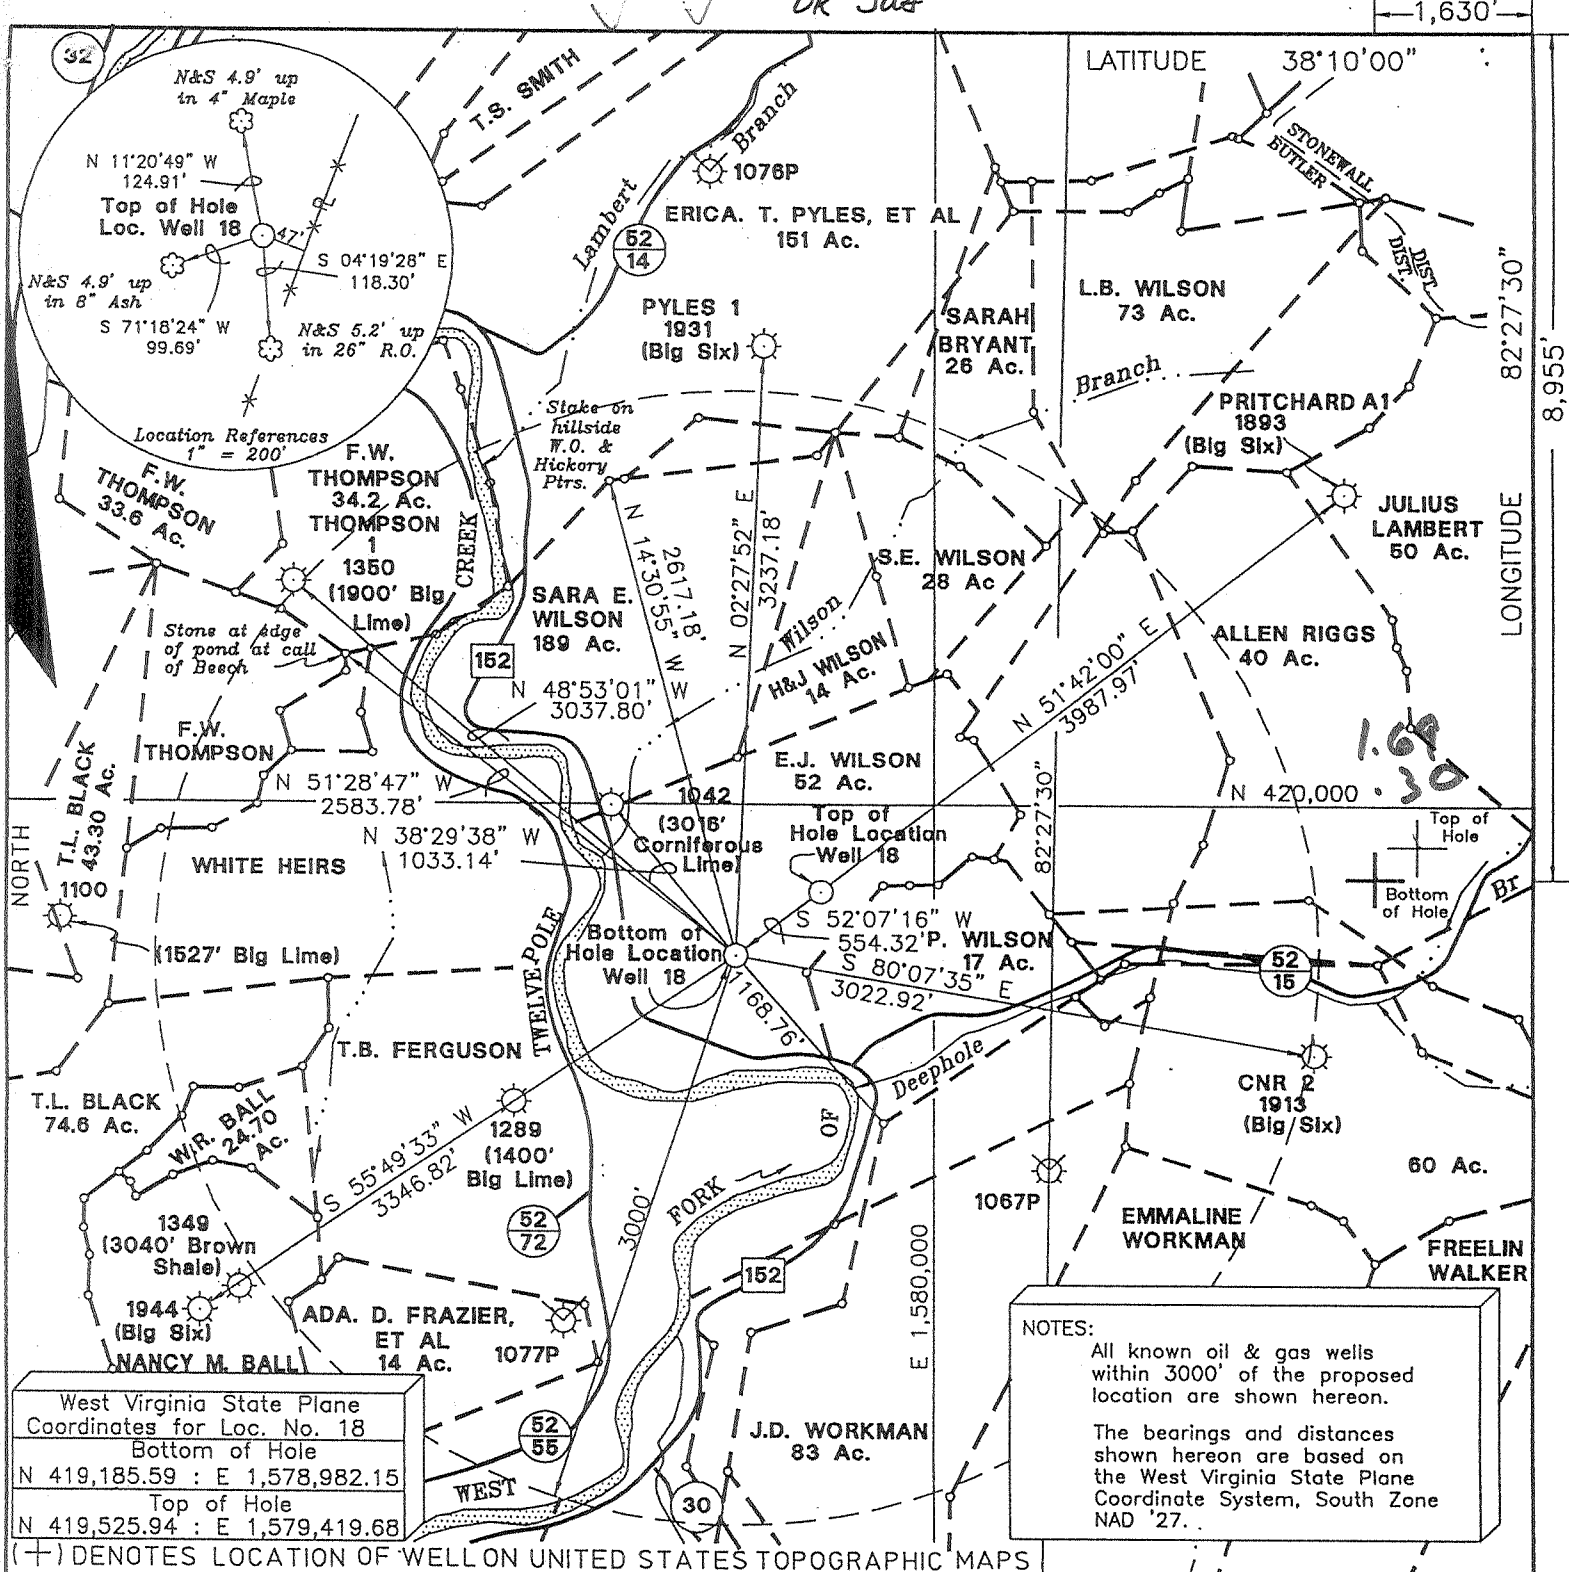 OR Jus
1,630'
32
LATITUDE 38°10'00"
N&S 4.9' up
in 4" Maple
T.S. SMITH
N 11°20'49" W
124.91'
Top of Hole
Loc. Well 18
47'
S 04°19'28" E
118.30'
N&S 4.9' up
in 8" Ash
S 71°18'24" W
99.69'
N&S 5.2' up
in 26" R.O.
Location References
1" = 200'
Lambert Branch
1076P
STONEWALL DIST.
BUTLER DIST.
ERICA. T. PYLES, ET AL
151 Ac.
52
14
PYLES 1
1931
(Big Six)
SARAH
BRYANT
26 Ac.
L.B. WILSON
73 Ac.
82°27'30"
8,955'
Branch
PRITCHARD A1
1893
(Big Six)
Stake on
hillside
W.O. &
Hickory
Ptrs.
F.W.
THOMPSON
33.6 Ac.
F.W.
THOMPSON
34.2 Ac.
THOMPSON
1
1350
(1900' Big
Lime)
CREEK
JULIUS
LAMBERT
50 Ac.
LONGITUDE
N 14°30'55" W
2617.18'
N 02°27'52" E
3237.18'
S.E. WILSON
28 Ac
SARA E.
WILSON
189 Ac.
Wilson
Stone at edge
of pond at call
of Beech
152
H&J WILSON
14 Ac.
ALLEN RIGGS
40 Ac.
N 51°42'00" E
3987.97'
N 48°53'01" W
3037.80'
F.W.
THOMPSON
T.L. BLACK
43.30 Ac.
E.J. WILSON
52 Ac.
1.69
.30
N 51°28'47" W
2583.78'
N 420,000
82°27'30"
1042
(3016'
Corniferous
Lime)
Top of
Hole Location
Well 18
Top of
Hole
N 38°29'38" W
1033.14'
NORTH
WHITE HEIRS
1100
(1527' Big Lime)
Bottom
of Hole
Br
TWELVEPOLE
Bottom of
Hole Location
Well 18
S 52°07'16" W
554.32'
P. WILSON
17 Ac.
S 80°07'35" E
3022.92'
52
15
1168.76'
T.B. FERGUSON
Deephole
T.L. BLACK
74.6 Ac.
W.R. BALL
24.70
Ac.
CNR 2
1913
(Big Six)
1289
(1400'
Big Lime)
OF
S 55°49'33" W
3346.82'
60 Ac.
1067P
FORK
3000'
1349
(3040' Brown
Shale)
52
72
EMMALINE
WORKMAN
FREELIN
WALKER
152
1944
(Big Six)
ADA. D. FRAZIER,
ET AL
14 Ac.
1077P
NANCY M. BALL
E 1,580,000
NOTES:
All known oil & gas wells
within 3000' of the proposed
location are shown hereon.
The bearings and distances
shown hereon are based on
the West Virginia State Plane
Coordinate System, South Zone
NAD '27.
West Virginia State Plane
Coordinates for Loc. No. 18
Bottom of Hole
N 419,185.59 : E 1,578,982.15
Top of Hole
N 419,525.94 : E 1,579,419.68
52
55
J.D. WORKMAN
83 Ac.
WEST
30
(+) DENOTES LOCATION OF WELL ON UNITED STATES TOPOGRAPHIC MAPS